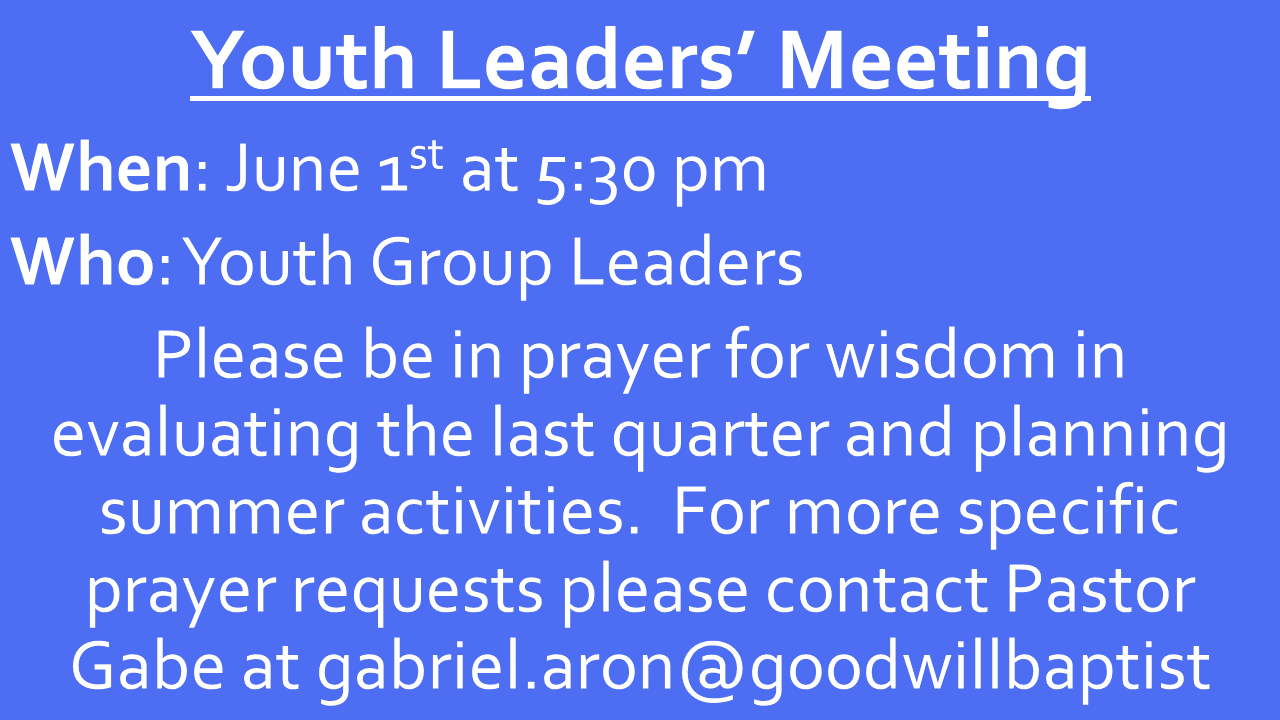 Youth Leaders’ Meeting
When: June 1st at 5:30 pm
Who: Youth Group Leaders
Please be in prayer for wisdom in
evaluating the last quarter and planning
summer activities.  For more specific
prayer requests please contact Pastor
Gabe at gabriel.aron@goodwillbaptist